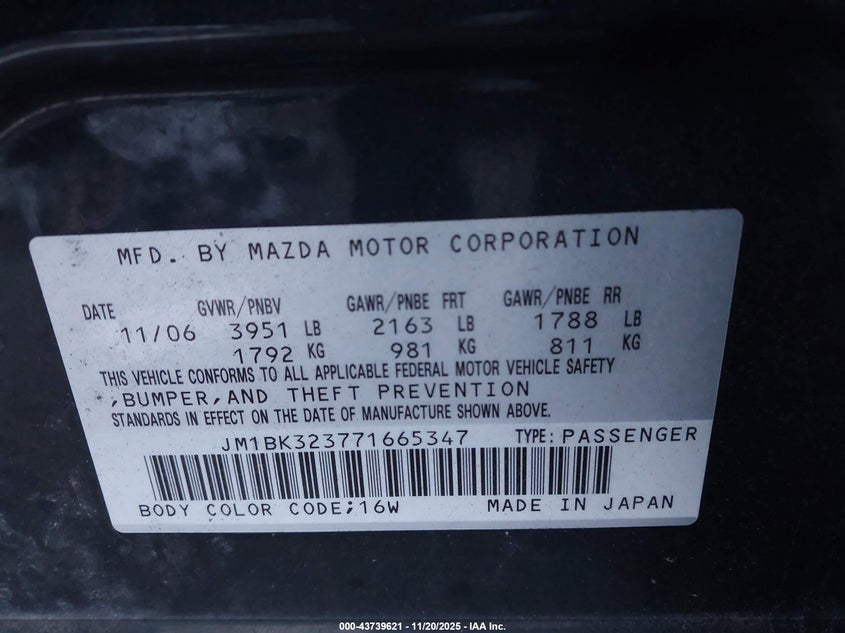 MFD. BY MAZDA MOTOR CORPORATION
DATE GVWR/PNBV GAWR/PNBE FRT GAWR/PNBE RR
11/06 3951 LB 2163 LB 1788 LB
1792 KG 981 KG 811 KG
THIS VEHICLE CONFORMS TO ALL APPLICABLE FEDERAL MOTOR VEHICLE SAFETY
,BUMPER,AND THEFT PREVENTION
STANDARDS IN EFFECT ON THE DATE OF MANUFACTURE SHOWN ABOVE.
JM1BK323771665347 TYPE: PASSENGER
BODY COLOR CODE;16W MADE IN JAPAN
000-43739621 - 11/20/2025 - IAA Inc.